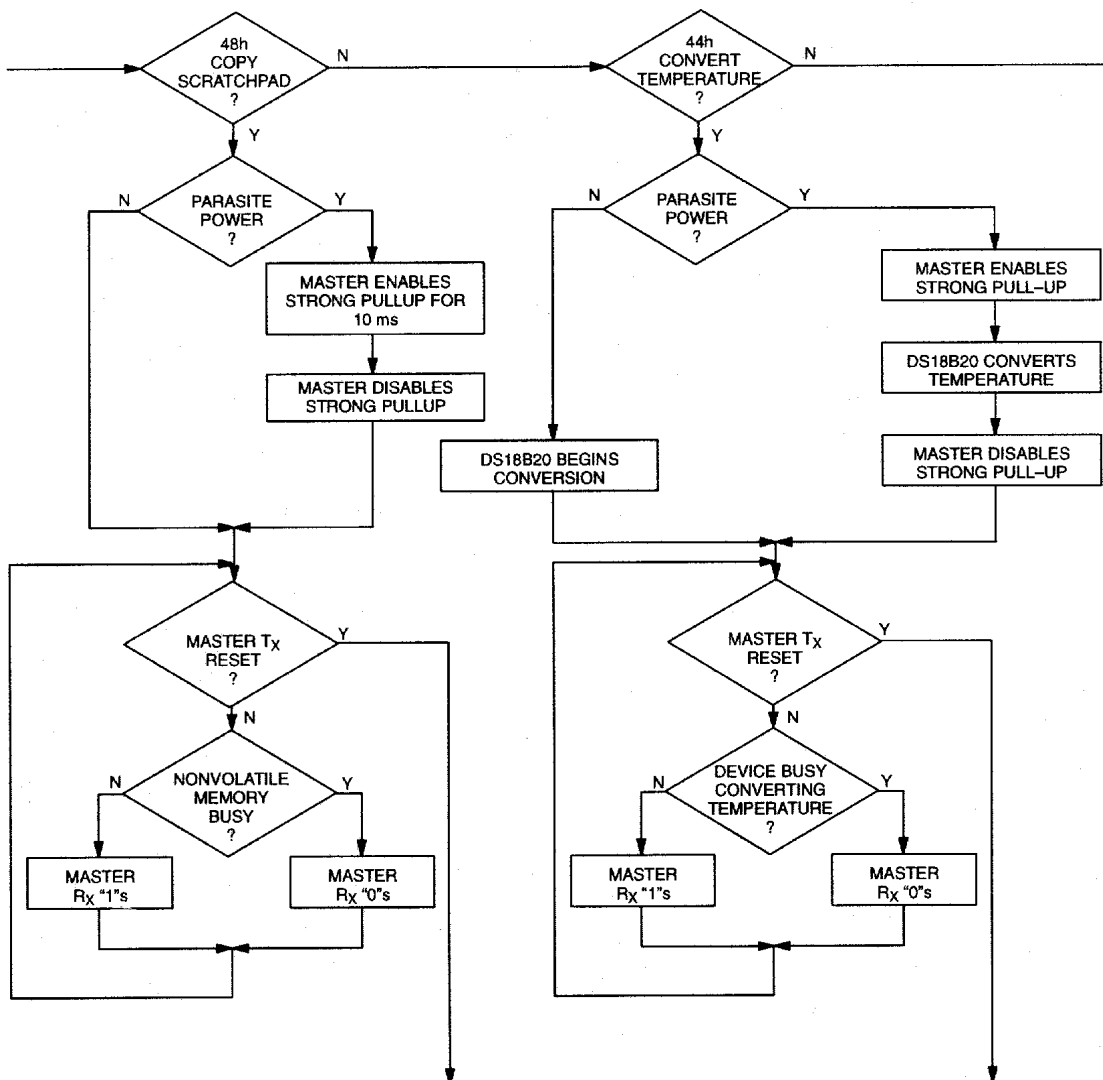 48h
COPY
SCRATCHPAD
?
N
Y
44h
CONVERT
TEMPERATURE
?
N
Y
N
PARASITE
POWER
?
Y
N
PARASITE
POWER
?
Y
MASTER ENABLES
STRONG PULLUP FOR
10 ms
MASTER DISABLES
STRONG PULLUP
MASTER ENABLES
STRONG PULL–UP
DS18B20 CONVERTS
TEMPERATURE
DS18B20 BEGINS
CONVERSION
MASTER DISABLES
STRONG PULL–UP
MASTER TX
RESET
?
Y
N
MASTER TX
RESET
?
Y
N
N
NONVOLATILE
MEMORY
BUSY
?
Y
N
DEVICE BUSY
CONVERTING
TEMPERATURE
?
Y
MASTER
RX “1”s
MASTER
RX “0”s
MASTER
RX “1”s
MASTER
RX “0”s